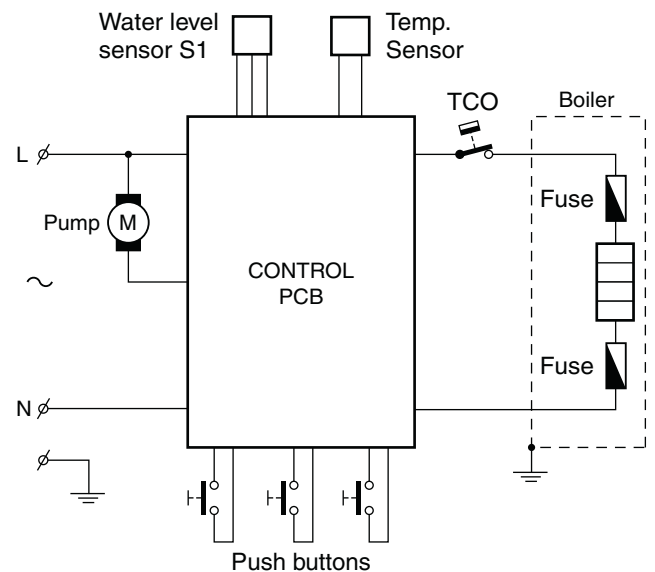 Water level
sensor S1
Temp.
Sensor
TCO
Boiler
L
Fuse
Pump
M
CONTROL
PCB
Fuse
N
Push buttons